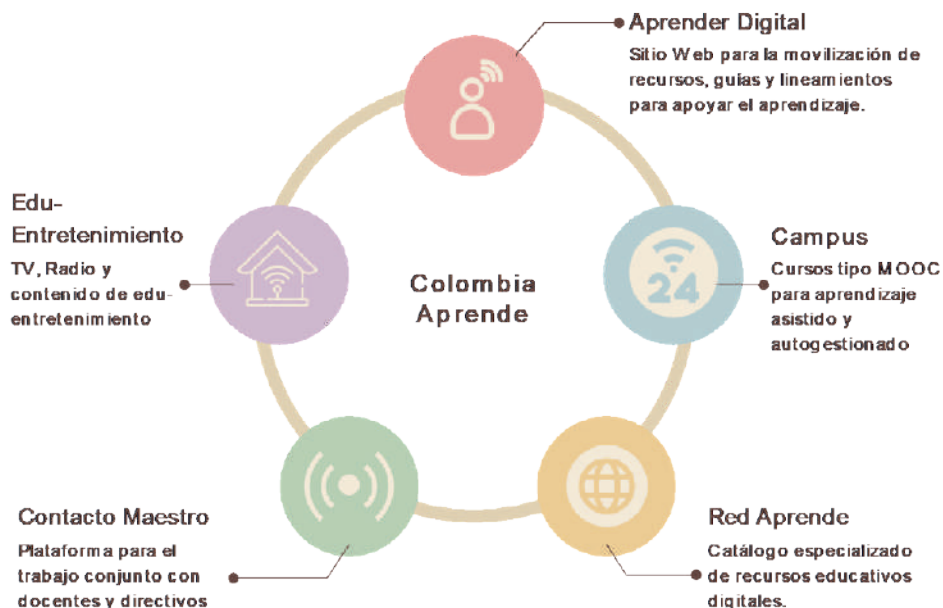 Aprender Digital
Sitio Web para la movilización de
recursos, guías y lineamientos
para apoyar el aprendizaje.
Edu-
Entretenimiento
TV, Radio y
contenido de edu-
entretenimiento
Colombia
Aprende
24
Campus
Cursos tipo MOOC
para aprendizaje
asistido y
autogestionado
Contacto Maestro
Plataforma para el
trabajo conjunto con
docentes y directivos
Red Aprende
Catálogo especializado
de recursos educativos
digitales.